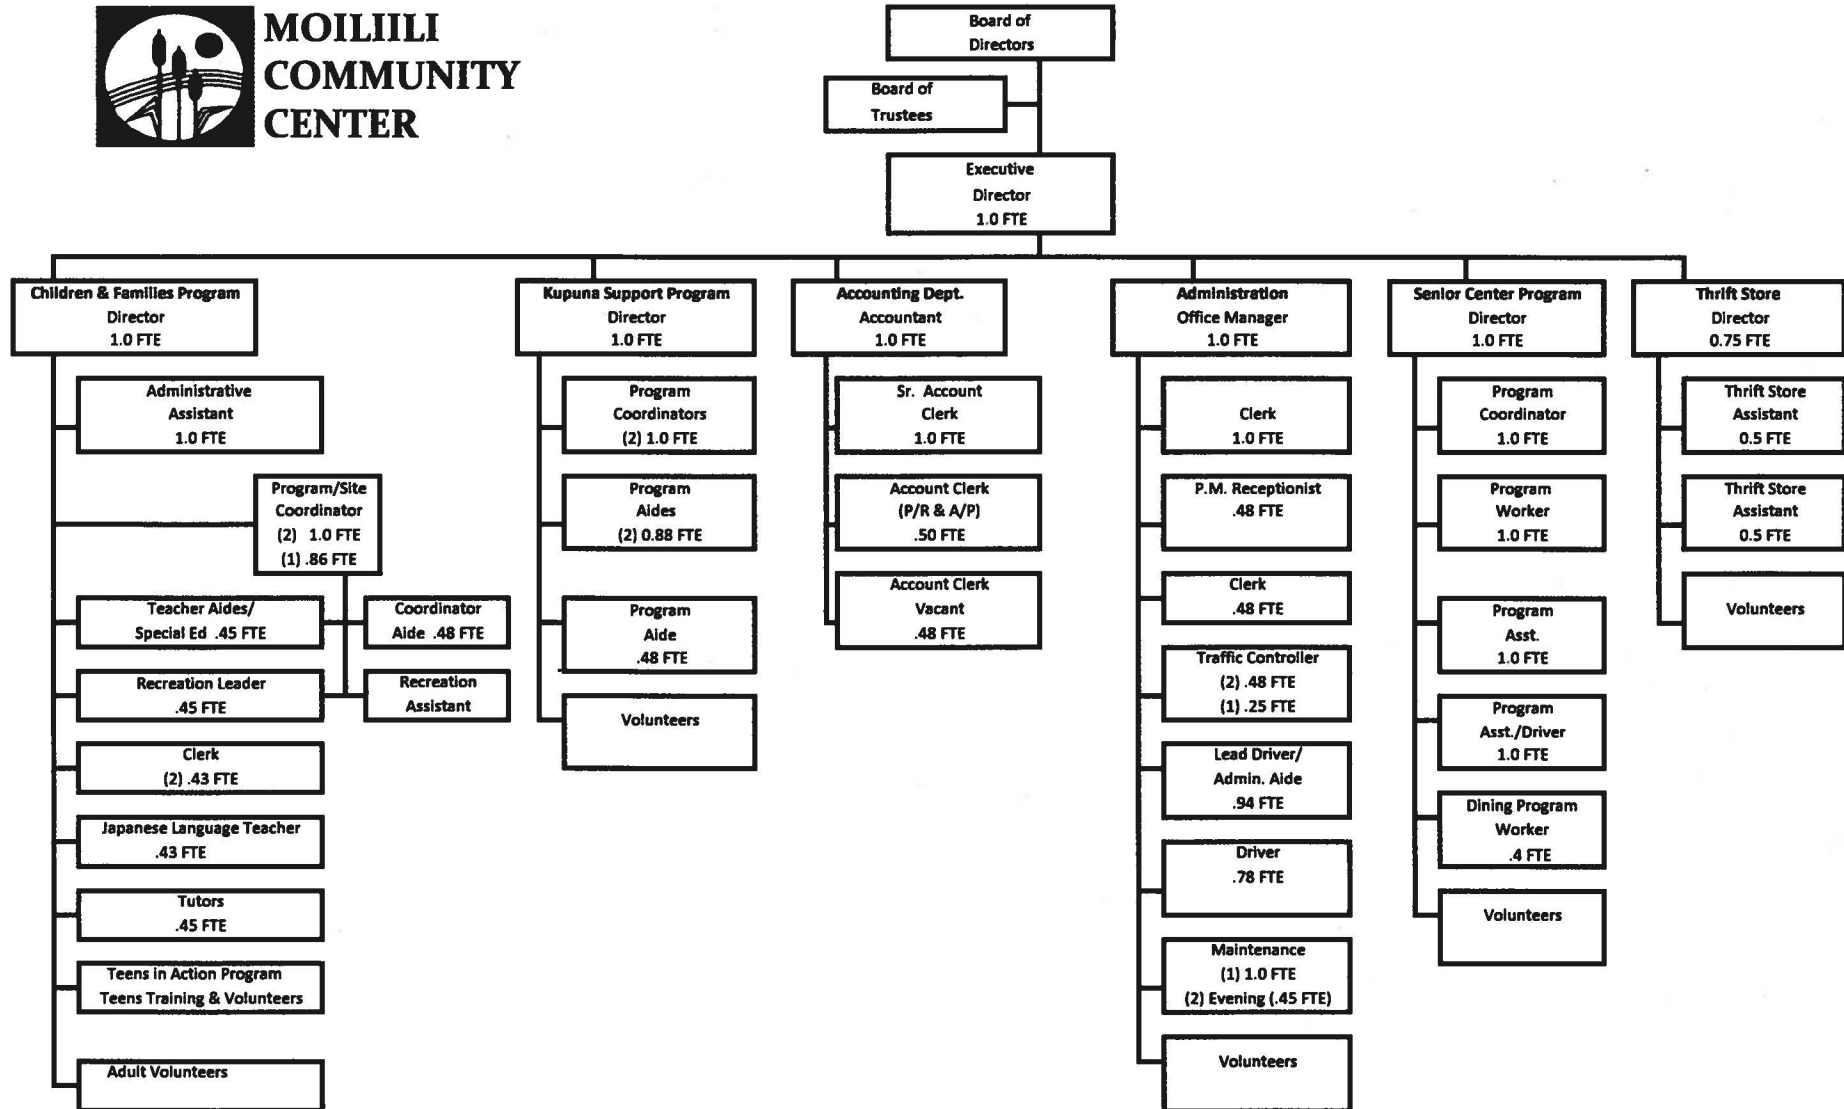 MOILIILI
COMMUNITY
CENTER
Board of
Directors
Board of
Trustees
Executive
Director
1.0 FTE
Children & Families Program
Director
1.0 FTE
Administrative
Assistant
1.0 FTE
Program/Site
Coordinator
(2) 1.0 FTE
(1) .86 FTE
Teacher Aides/
Special Ed .45 FTE
Coordinator
Aide .48 FTE
Recreation Leader
.45 FTE
Recreation
Assistant
Clerk
(2) .43 FTE
Japanese Language Teacher
.43 FTE
Tutors
.45 FTE
Teens in Action Program
Teens Training & Volunteers
Adult Volunteers
Kupuna Support Program
Director
1.0 FTE
Program
Coordinators
(2) 1.0 FTE
Program
Aides
(2) 0.88 FTE
Program
Aide
.48 FTE
Volunteers
Accounting Dept.
Accountant
1.0 FTE
Sr. Account
Clerk
1.0 FTE
Account Clerk
(P/R & A/P)
.50 FTE
Account Clerk
Vacant
.48 FTE
Administration
Office Manager
1.0 FTE
Clerk
1.0 FTE
P.M. Receptionist
.48 FTE
Clerk
.48 FTE
Traffic Controller
(2) .48 FTE
(1) .25 FTE
Lead Driver/
Admin. Aide
.94 FTE
Driver
.78 FTE
Maintenance
(1) 1.0 FTE
(2) Evening (.45 FTE)
Volunteers
Senior Center Program
Director
1.0 FTE
Program
Coordinator
1.0 FTE
Program
Worker
1.0 FTE
Program
Asst.
1.0 FTE
Program
Asst./Driver
1.0 FTE
Dining Program
Worker
.4 FTE
Volunteers
Thrift Store
Director
0.75 FTE
Thrift Store
Assistant
0.5 FTE
Thrift Store
Assistant
0.5 FTE
Volunteers